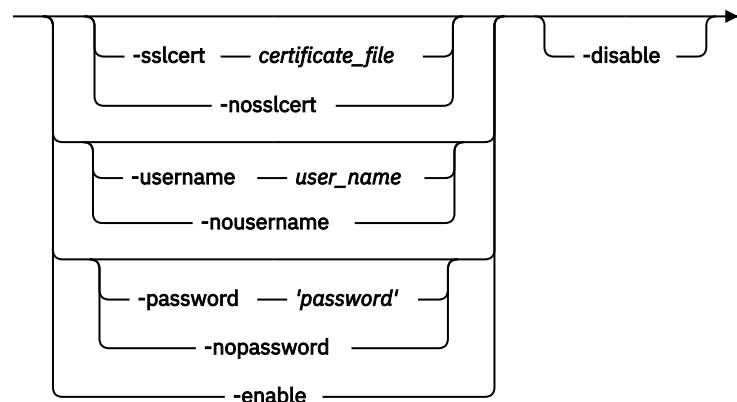 -sslcert certificate_file
-disable
-nosslcert
-username user_name
-nousername
-password 'password'
-nopassword
-enable